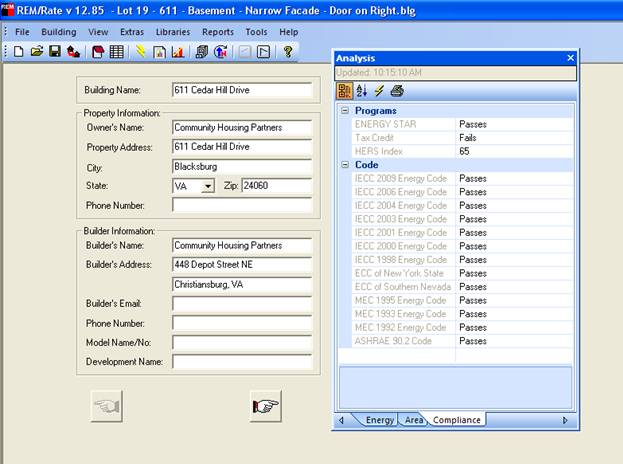 REM REM/Rate v 12.85 - Lot 19 - 611 - Basement - Narrow Facade - Door on Right.blg
File Building View Extras Libraries Reports Tools Help
Building Name: 611 Cedar Hill Drive
Property Information:
Owner's Name: Community Housing Partners
Property Address: 611 Cedar Hill Drive
City: Blacksburg
State: VA Zip: 24060
Phone Number:
Builder Information:
Builder's Name: Community Housing Partners
Builder's Address: 448 Depot Street NE
Christiansburg, VA
Builder's Email:
Phone Number:
Model Name/No:
Development Name:
Analysis
Updated: 10:15:10 AM
Programs
ENERGY STAR Passes
Tax Credit Fails
HERS Index 65
Code
IECC 2009 Energy Code Passes
IECC 2006 Energy Code Passes
IECC 2004 Energy Code Passes
IECC 2003 Energy Code Passes
IECC 2001 Energy Code Passes
IECC 2000 Energy Code Passes
IECC 1998 Energy Code Passes
ECC of New York State Passes
ECC of Southern Nevada Passes
MEC 1995 Energy Code Passes
MEC 1993 Energy Code Passes
MEC 1992 Energy Code Passes
ASHRAE 90.2 Code Passes
Energy Area Compliance